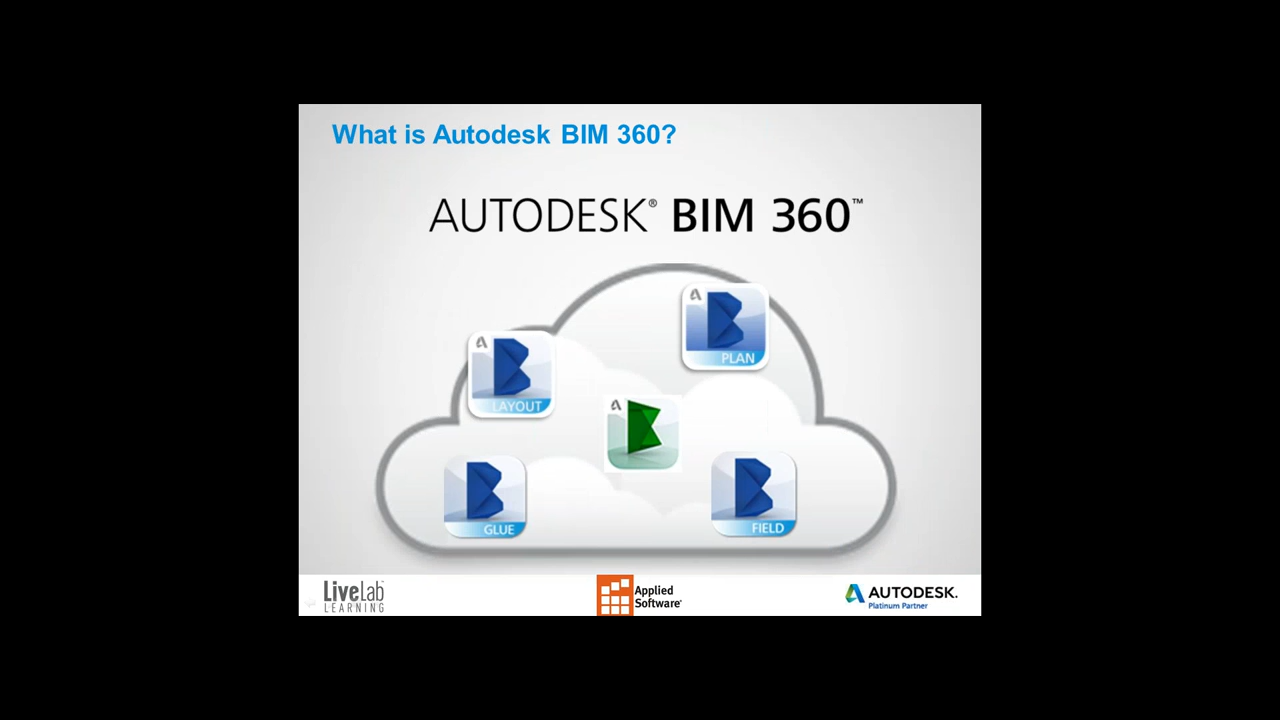 What is Autodesk BIM 360?
AUTODESK® BIM 360™
PLAN
LAYOUT
GLUE
FIELD
LiveLab
LEARNING
Applied
Software
AUTODESK.
Platinum Partner